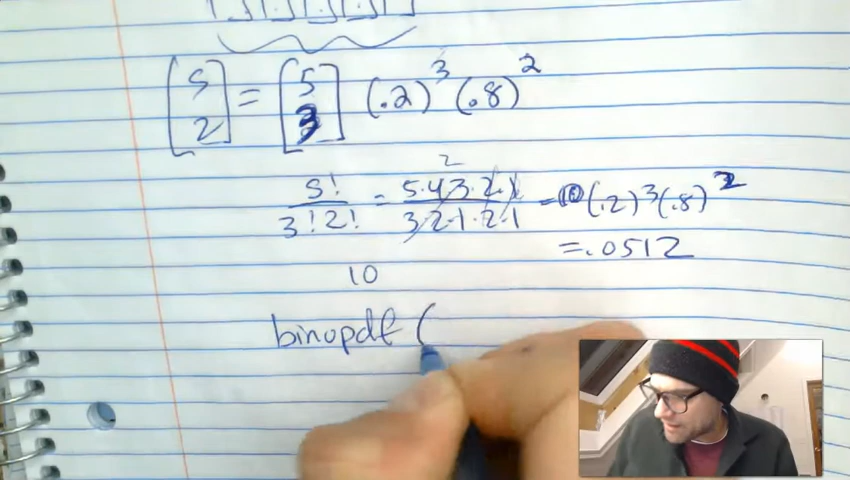 [5 2] = [5 3] (.2)^3 (.8)^2
2
5!/3!2! = 5·4·3·2·1/3·2·1·2·1 = 10(.2)^3(.8)^2
=.0512
10
binopdf (